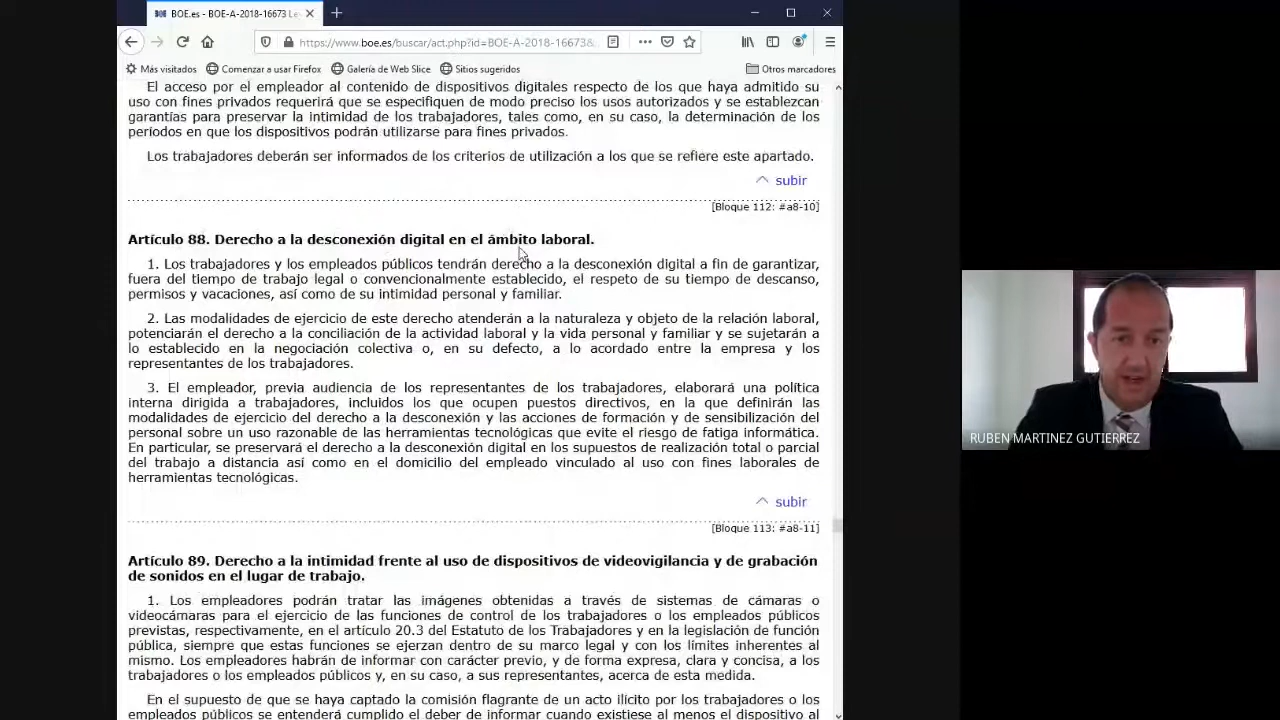 BOE.es - BOE-A-2018-16673 Le
https://www.boe.es/buscar/act.php?id=BOE-A-2018-16673&
Más visitados Comenzar a usar Firefox Galería de Web Slice Sitios sugeridos Otros marcadores
El acceso por el empleador al contenido de dispositivos digitales respecto de los que haya admitido su
uso con fines privados requerirá que se especifiquen de modo preciso los usos autorizados y se establezcan
garantías para preservar la intimidad de los trabajadores, tales como, en su caso, la determinación de los
períodos en que los dispositivos podrán utilizarse para fines privados.
Los trabajadores deberán ser informados de los criterios de utilización a los que se refiere este apartado.
subir
[Bloque 112: #a8-10]
Artículo 88. Derecho a la desconexión digital en el ámbito laboral.
1. Los trabajadores y los empleados públicos tendrán derecho a la desconexión digital a fin de garantizar,
fuera del tiempo de trabajo legal o convencionalmente establecido, el respeto de su tiempo de descanso,
permisos y vacaciones, así como de su intimidad personal y familiar.
2. Las modalidades de ejercicio de este derecho atenderán a la naturaleza y objeto de la relación laboral,
potenciarán el derecho a la conciliación de la actividad laboral y la vida personal y familiar y se sujetarán a
lo establecido en la negociación colectiva o, en su defecto, a lo acordado entre la empresa y los
representantes de los trabajadores.
3. El empleador, previa audiencia de los representantes de los trabajadores, elaborará una política
interna dirigida a trabajadores, incluidos los que ocupen puestos directivos, en la que definirán las
modalidades de ejercicio del derecho a la desconexión y las acciones de formación y de sensibilización del
personal sobre un uso razonable de las herramientas tecnológicas que evite el riesgo de fatiga informática.
En particular, se preservará el derecho a la desconexión digital en los supuestos de realización total o parcial
del trabajo a distancia así como en el domicilio del empleado vinculado al uso con fines laborales de
herramientas tecnológicas.
subir
[Bloque 113: #a8-11]
Artículo 89. Derecho a la intimidad frente al uso de dispositivos de videovigilancia y de grabación
de sonidos en el lugar de trabajo.
1. Los empleadores podrán tratar las imágenes obtenidas a través de sistemas de cámaras o
videocámaras para el ejercicio de las funciones de control de los trabajadores o los empleados públicos
previstas, respectivamente, en el artículo 20.3 del Estatuto de los Trabajadores y en la legislación de función
pública, siempre que estas funciones se ejerzan dentro de su marco legal y con los límites inherentes al
mismo. Los empleadores habrán de informar con carácter previo, y de forma expresa, clara y concisa, a los
trabajadores o los empleados públicos y, en su caso, a sus representantes, acerca de esta medida.
En el supuesto de que se haya captado la comisión flagrante de un acto ilícito por los trabajadores o los
empleados públicos se entenderá cumplido el deber de informar cuando existiese al menos el dispositivo al
RUBEN MARTINEZ GUTIERREZ